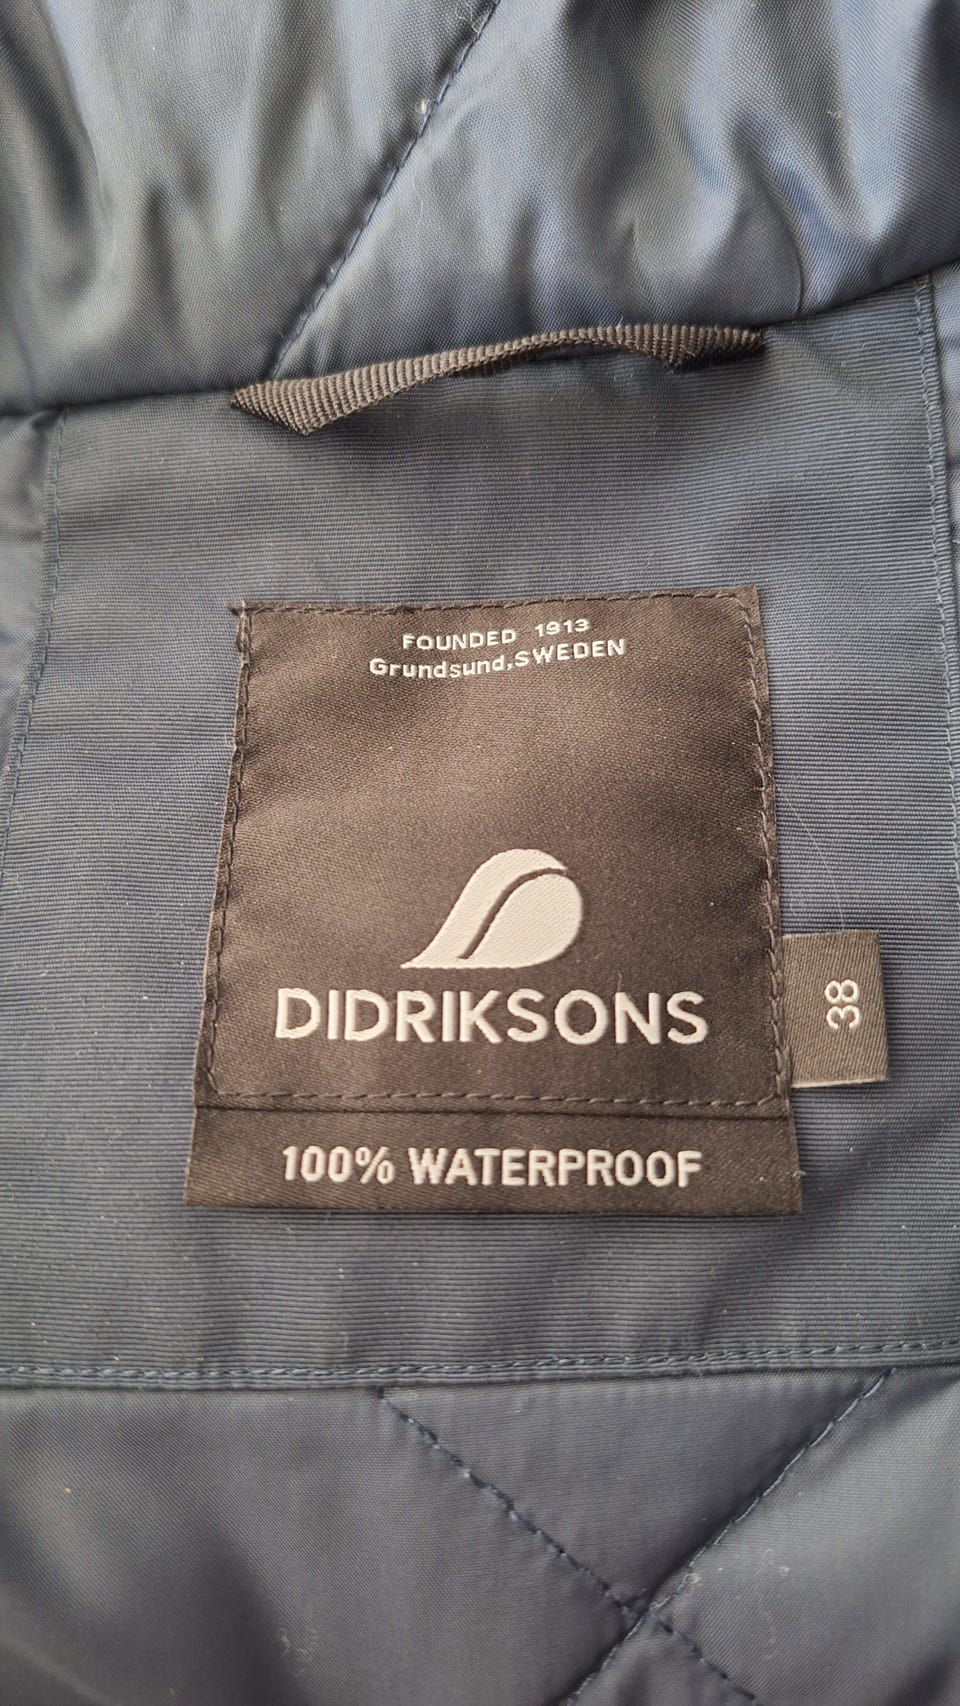 FOUNDED 1913
Grundsund,SWEDEN
DIDRIKSONS
38
100% WATERPROOF